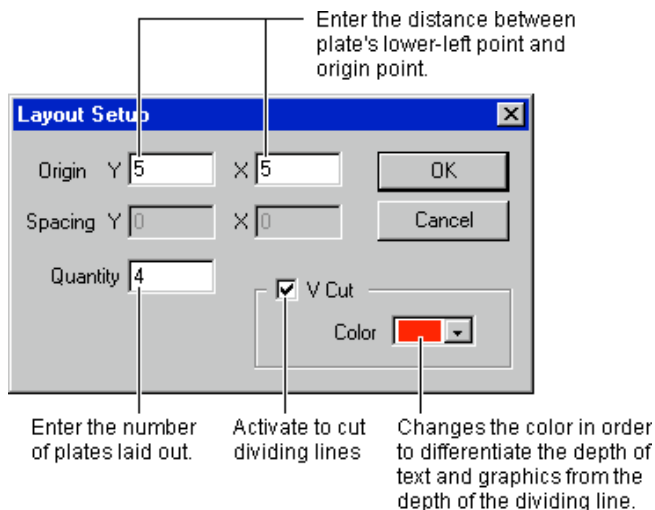 Enter the distance between
plate's lower-left point and
origin point.
Layout Setup
Origin Y 5 X 5 OK
Spacing Y 0 X 0 Cancel
Quantity 4
V Cut
Color
Enter the number
of plates laid out.
Activate to cut
dividing lines
Changes the color in order
to differentiate the depth of
text and graphics from the
depth of the dividing line.